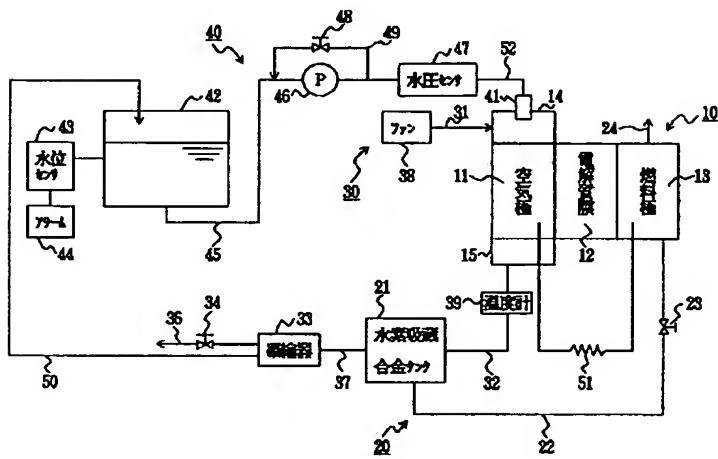 48
40
49
47
52
42
P
水圧センサ
41
14
46
31
24
10
43
ファン
水位
センサ
30
38
11
空気極
電解質膜
燃料極
13
アラーム
12
44
45
15
34
33
21
39
温度計
23
36
凝縮器
水素吸蔵
合金タンク
50
37
32
51
20
22